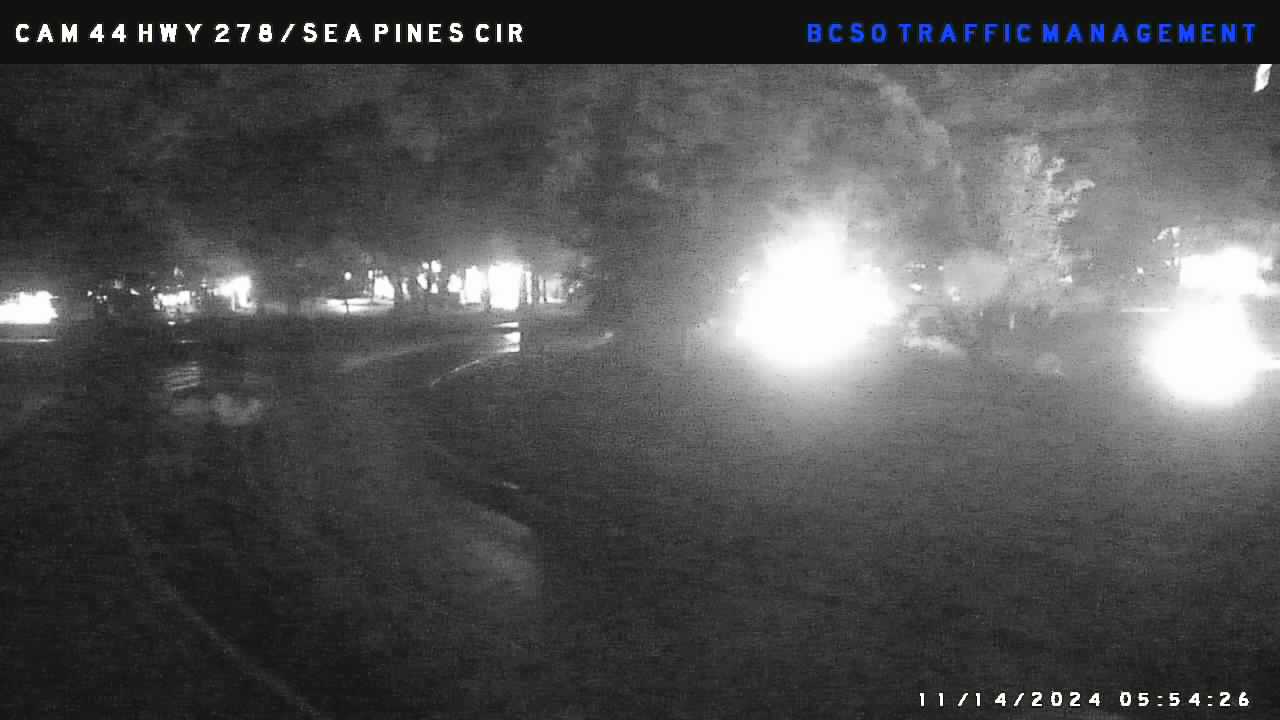 CAM 44 HWY 278/SEA PINES CIR
BCSO TRAFFIC MANAGEMENT
11/14/2024 05:54:26